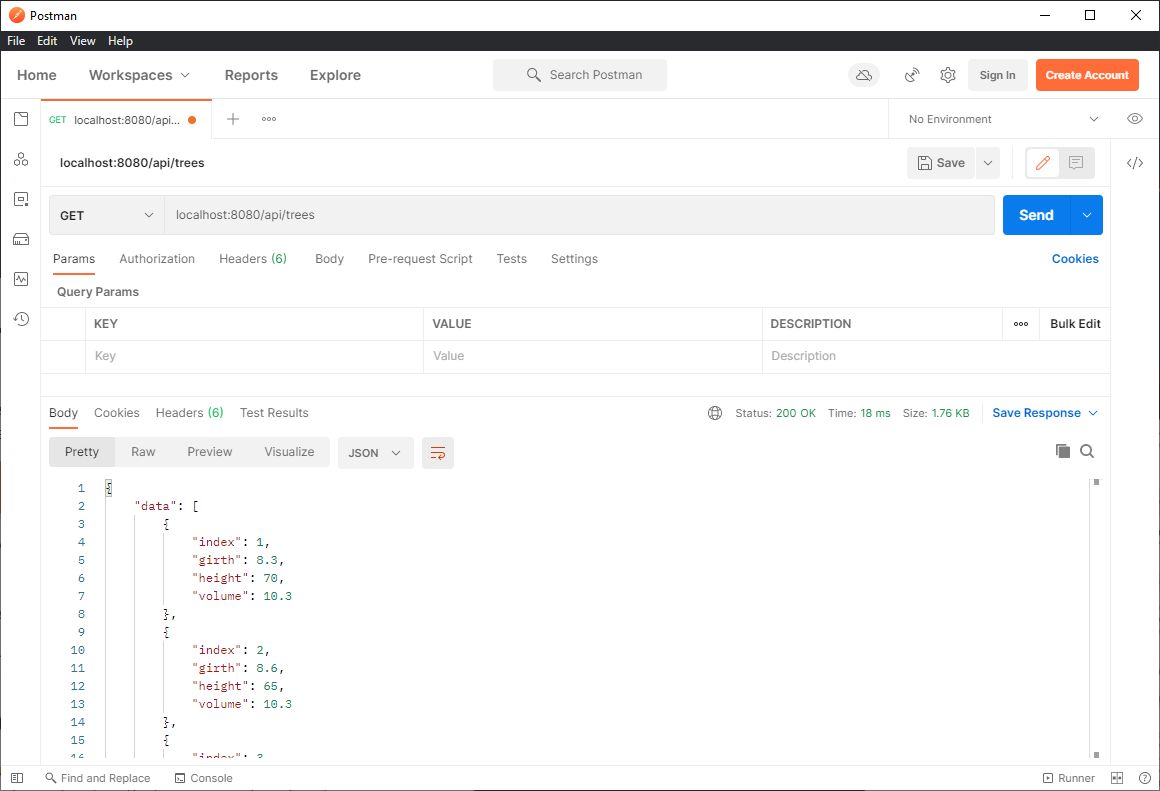 Postman
File Edit View Help
Home Workspaces Reports Explore Search Postman Sign In Create Account
GET localhost:8080/api... No Environment
localhost:8080/api/trees Save
GET localhost:8080/api/trees Send
Params Authorization Headers (6) Body Pre-request Script Tests Settings Cookies
Query Params
KEY VALUE DESCRIPTION Bulk Edit
Key Value Description
Body Cookies Headers (6) Test Results Status: 200 OK Time: 18 ms Size: 1.76 KB Save Response
Pretty Raw Preview Visualize JSON
1 {
2 "data": [
3 {
4 "index": 1,
5 "girth": 8.3,
6 "height": 70,
7 "volume": 10.3
8 },
9 {
10 "index": 2,
11 "girth": 8.6,
12 "height": 65,
13 "volume": 10.3
14 },
15 {
16 "index": 3,
Find and Replace Console Runner